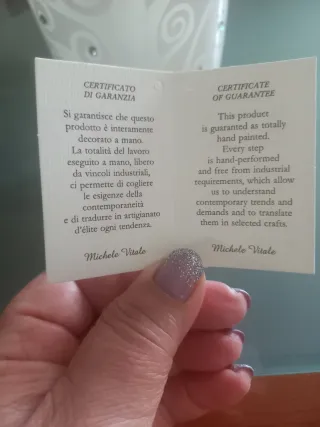 CERTIFICATO
DI GARANZIA
Si garantisce che questo
prodotto è interamente
decorato a mano.
La totalità del lavoro
eseguito a mano, libero
da vincoli industriali,
ci permette di cogliere
le esigenze della
contemporaneità
e di tradurre in artigianato
d'élite ogni tendenza.
Michele Vitale
CERTIFICATE
OF GUARANTEE
This product
is guaranted as totally
hand painted.
Every step
is hand-performed
and free from industrial
requirements, which allow
us to understand
contemporary trends and
demands and to translate
them in selected crafts.
Michele Vitale